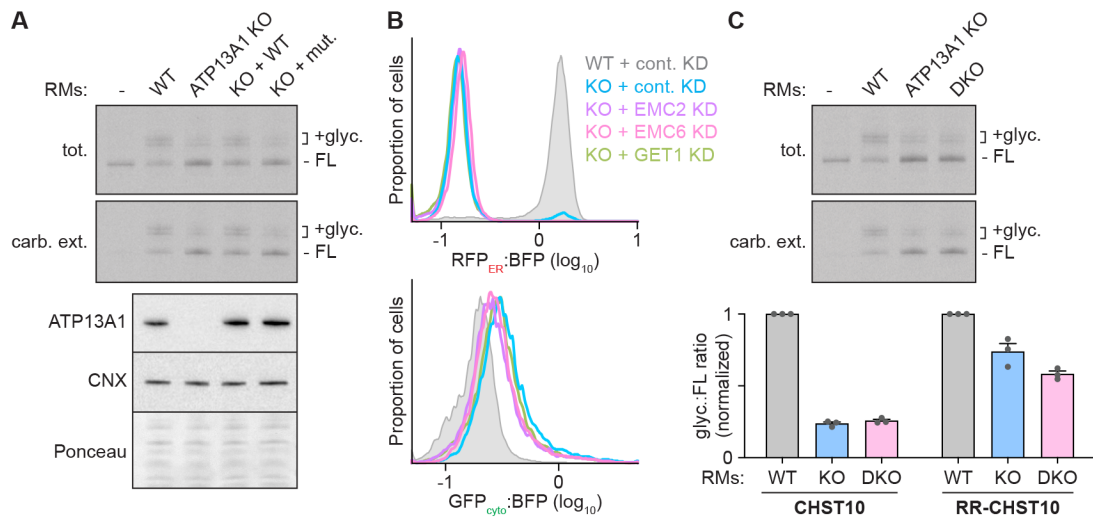 A
RMs: - WT ATP13A1 KO KO + WT KO + mut.
tot. +glyc.
- FL
carb. ext. +glyc.
- FL
ATP13A1
CNX
Ponceau
B
Proportion of cells
WT + cont. KD
KO + cont. KD
KO + EMC2 KD
KO + EMC6 KD
KO + GET1 KD
-1 0 1
RFPER:BFP (log10)
Proportion of cells
-1 0
GFPcyto:BFP (log10)
C
RMs: - WT ATP13A1 KO DKO
tot. +glyc.
- FL
carb. ext. +glyc.
- FL
glyc.:FL ratio
(normalized)
1
0
RMs: WT KO DKO WT KO DKO
CHST10 RR-CHST10